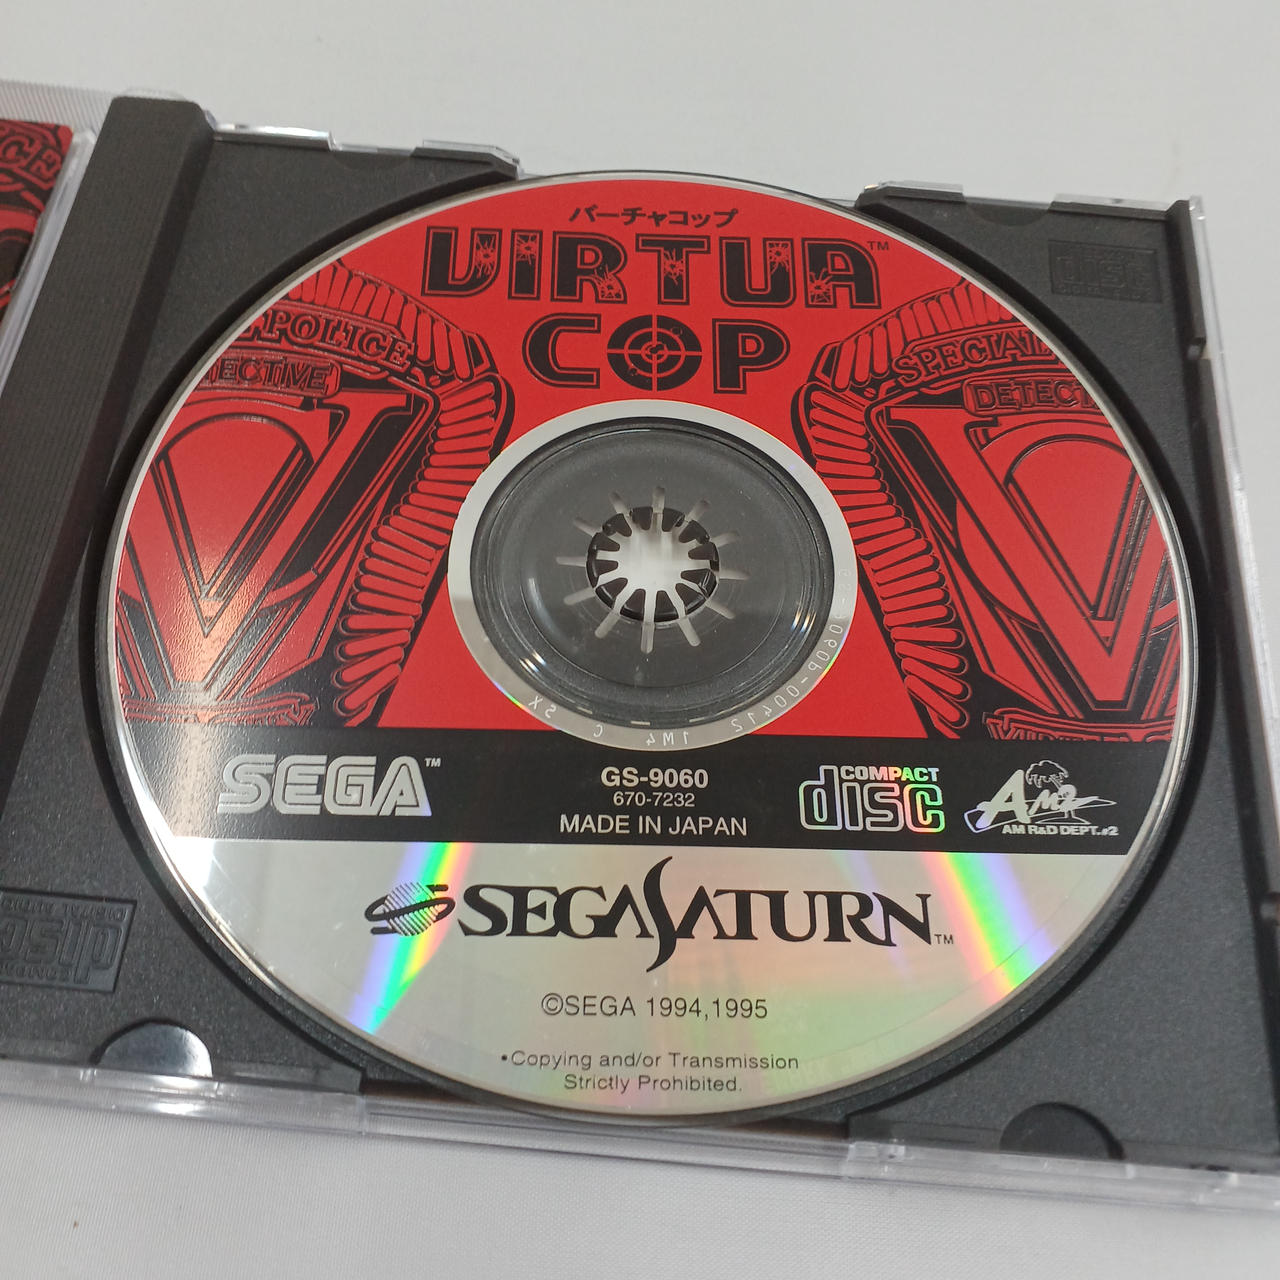 バーチャコップ
VIRTUA™
COP
POLICE
SPECIAL
SEGA™
GS-9060
670-7232
MADE IN JAPAN
COMPACT
disc
AM2
AM R&D DEPT.#2
SEGA SATURN™
©SEGA 1994,1995
•Copying and/or Transmission
Strictly Prohibited.